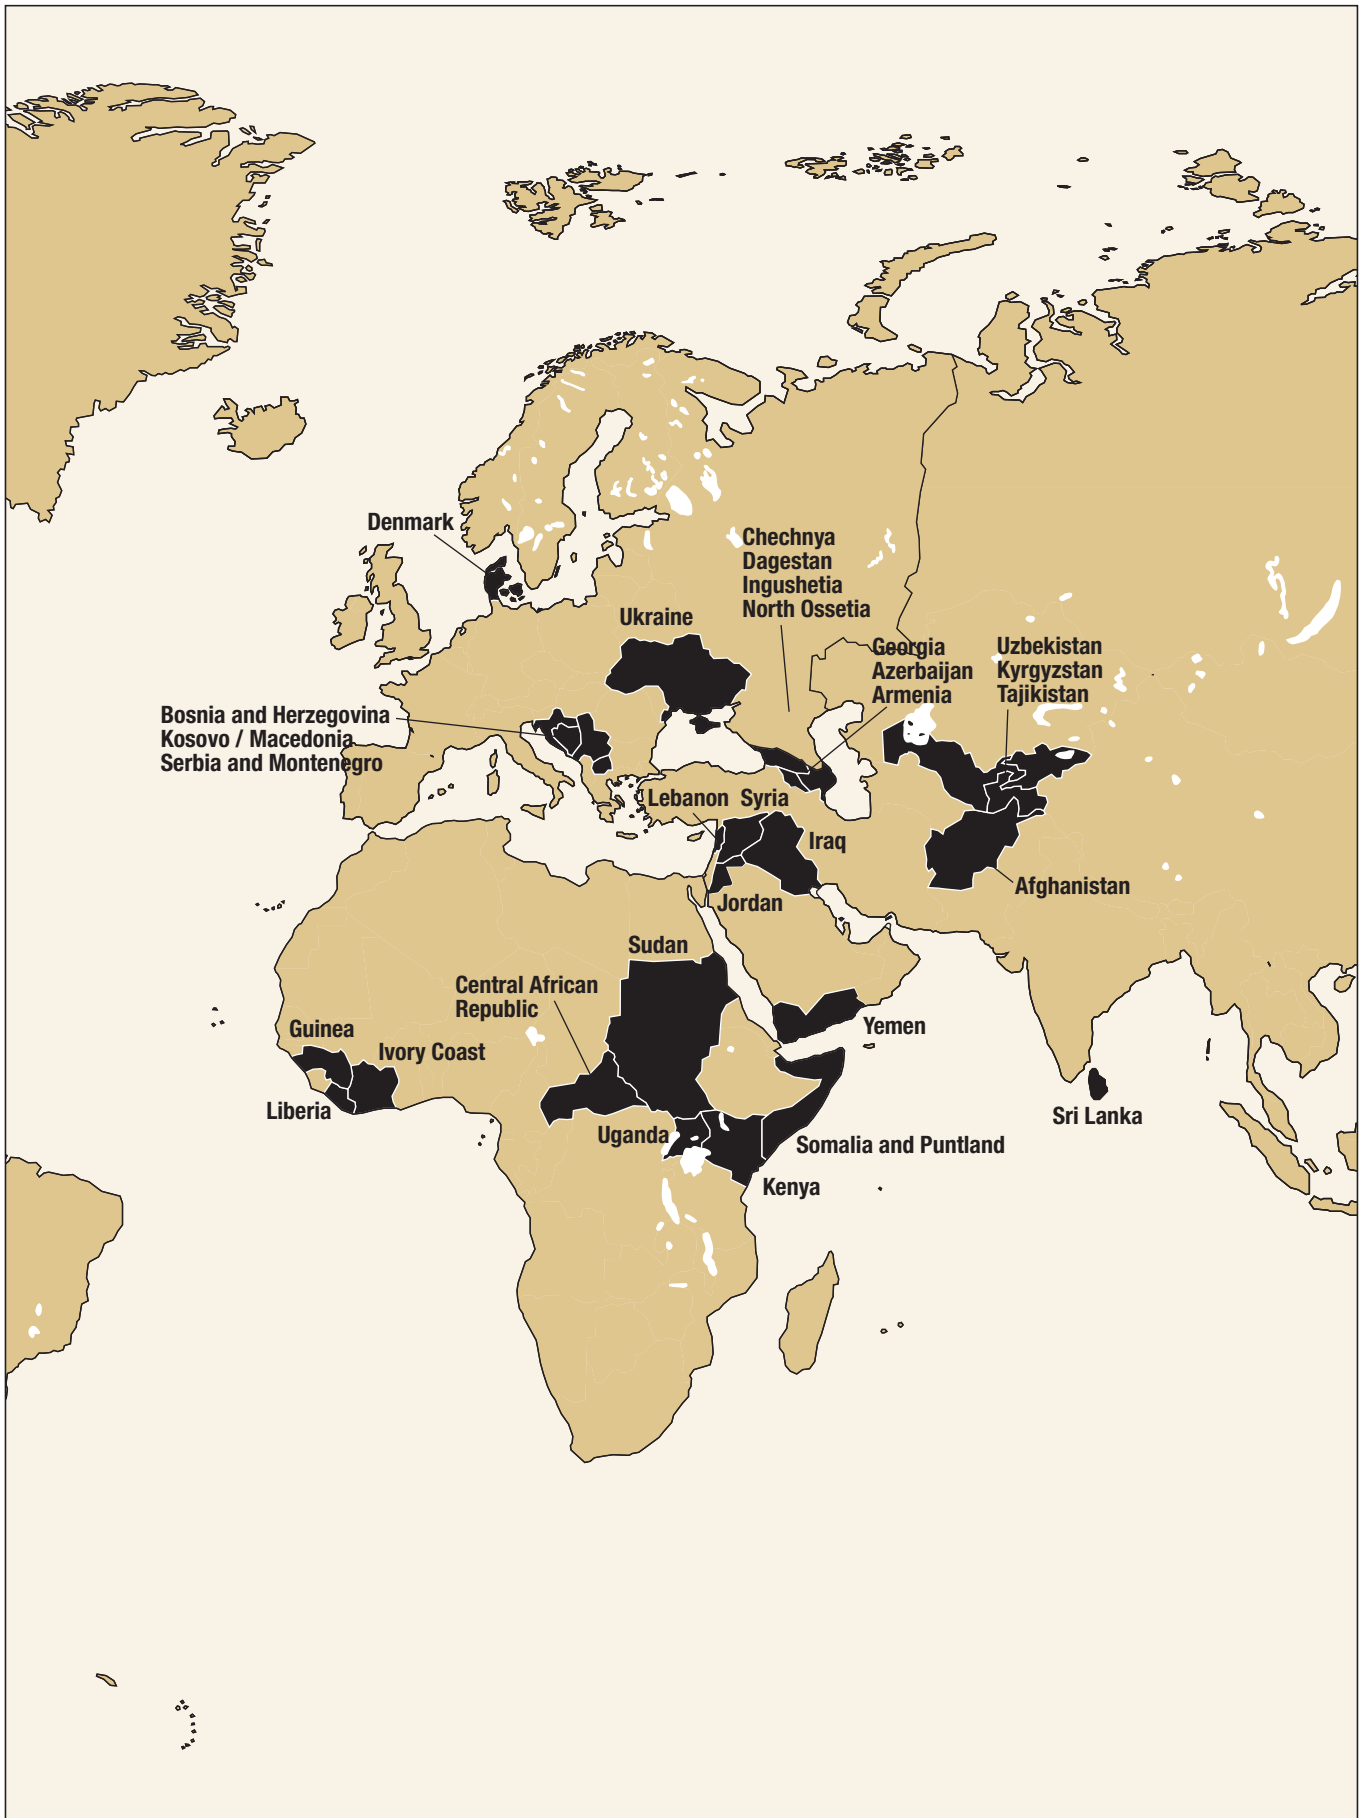 Denmark
Chechnya
Dagestan
Ingushetia
North Ossetia
Ukraine
Georgia
Azerbaijan
Armenia
Uzbekistan
Kyrgyzstan
Tajikistan
Bosnia and Herzegovina
Kosovo / Macedonia
Serbia and Montenegro
Lebanon Syria
Iraq
Afghanistan
Jordan
Sudan
Central African
Republic
Yemen
Guinea
Ivory Coast
Liberia
Sri Lanka
Uganda
Somalia and Puntland
Kenya